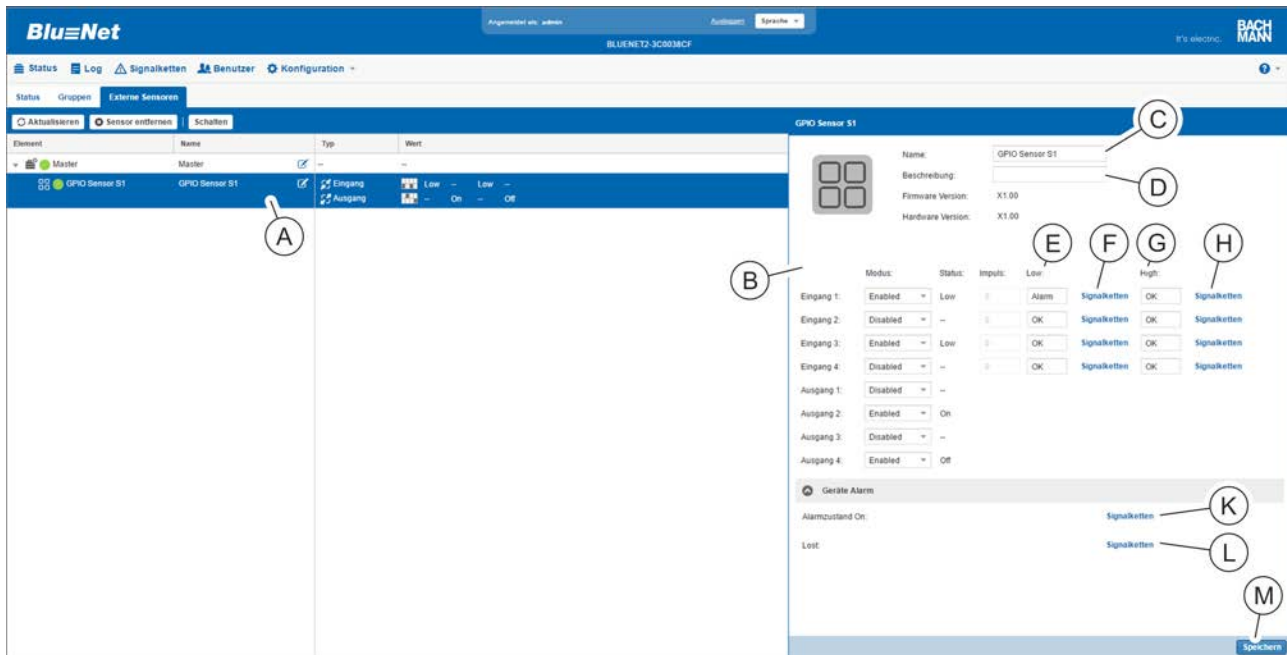 Blu≡Net
Angemeldet als: admin Ausloggen Sprache
BLUENET2-3C0038CF
It's electric. BACHMANN
Status Log Signalketten Benutzer Konfiguration
Status Gruppen Externe Sensoren
Aktualisieren Sensor entfernen Schalten GPIO Sensor S1
Element Name Typ Wert
Master Master – –
GPIO Sensor S1 GPIO Sensor S1 Eingang Low – Low –
Ausgang – On – Off
A
B
C
D
Name: GPIO Sensor S1
Beschreibung:
Firmware Version: X1.00
Hardware Version: X1.00
E F G H
Modus: Status: Impuls: Low: High:
Eingang 1: Enabled Low Alarm Signalketten OK Signalketten
Eingang 2: Disabled -- OK Signalketten OK Signalketten
Eingang 3: Enabled Low OK Signalketten OK Signalketten
Eingang 4: Disabled -- OK Signalketten OK Signalketten
Ausgang 1: Disabled --
Ausgang 2: Enabled On
Ausgang 3: Disabled --
Ausgang 4: Enabled Off
Geräte Alarm
Alarmzustand On: Signalketten K
Lost: Signalketten L
M
Speichern